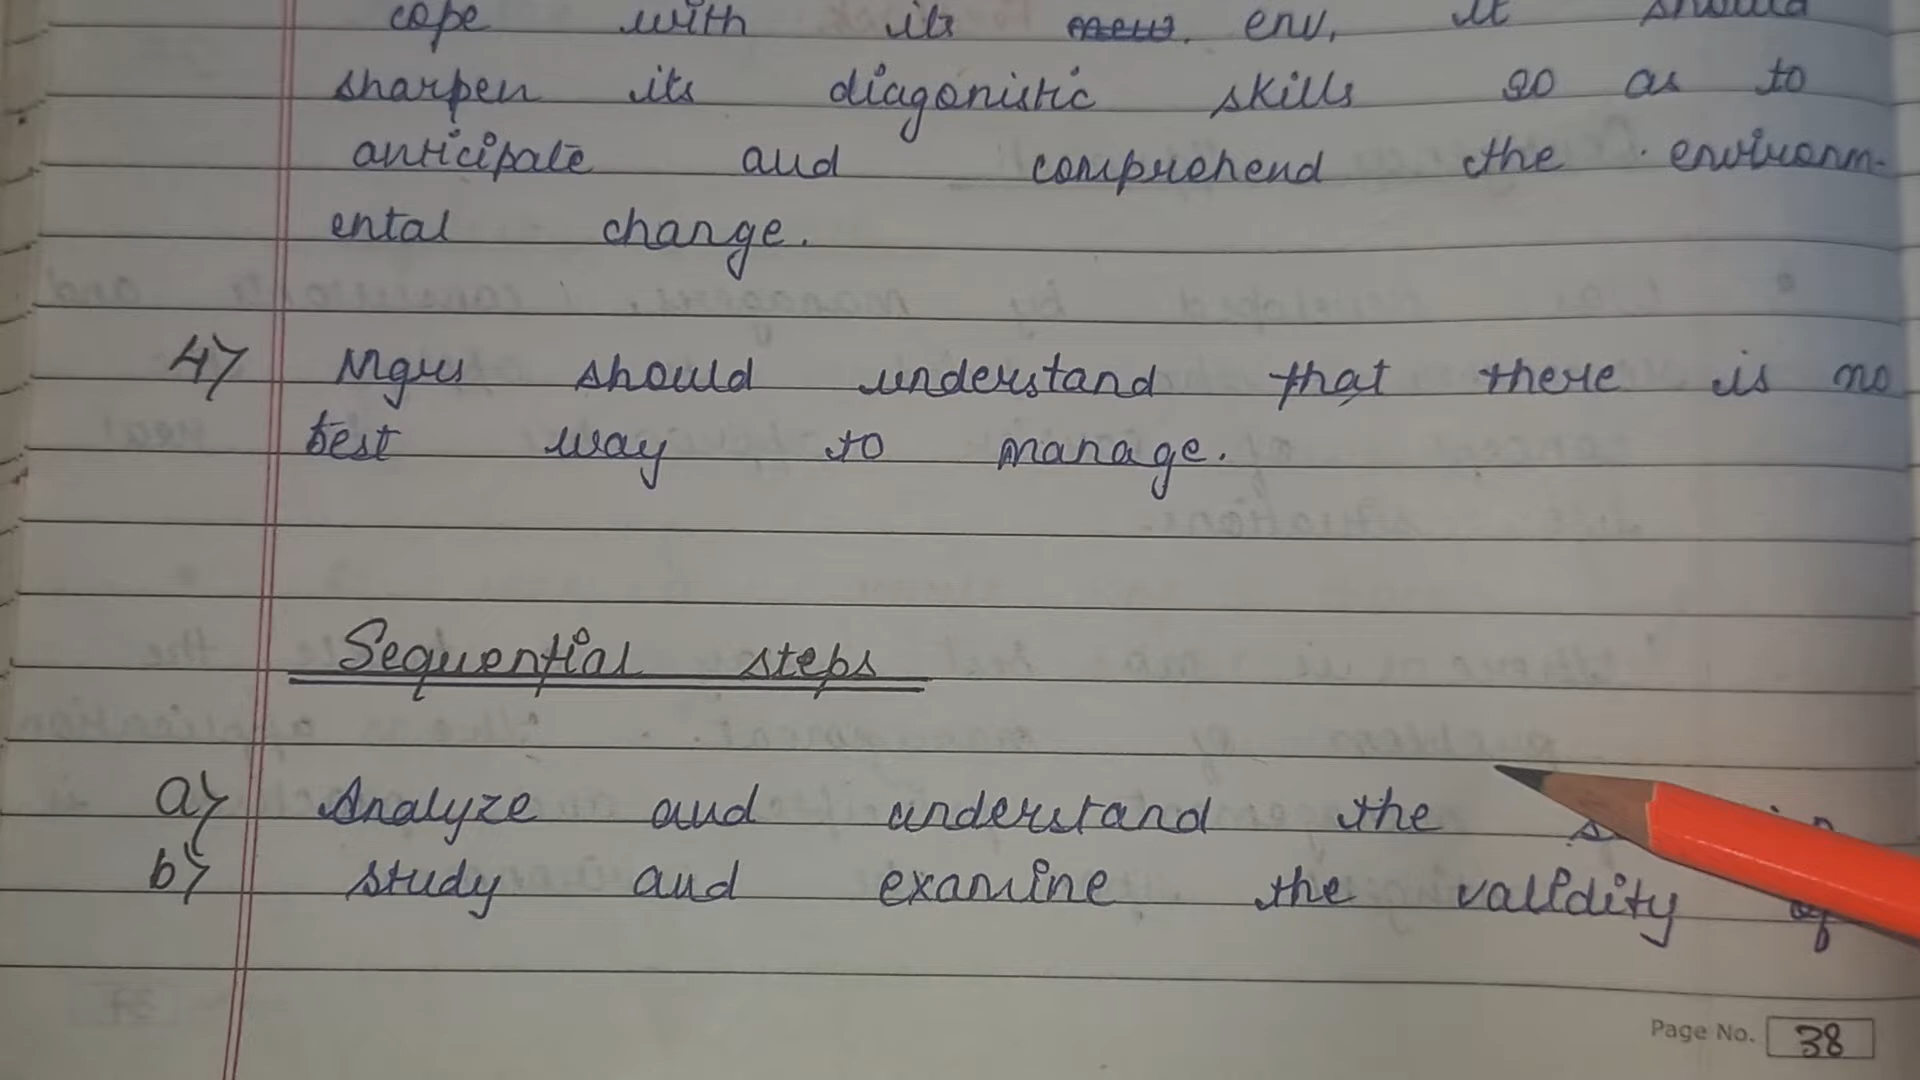 cope with its new. env. it should
sharpen its diagonistic skills so as to
anticipate and comprehend the environm-
ental change.
4> Mgrs should understand that there is no
best way to manage.
Sequential steps
a> Analyze and understand the
b> study and examine the validity of
Page No. 38